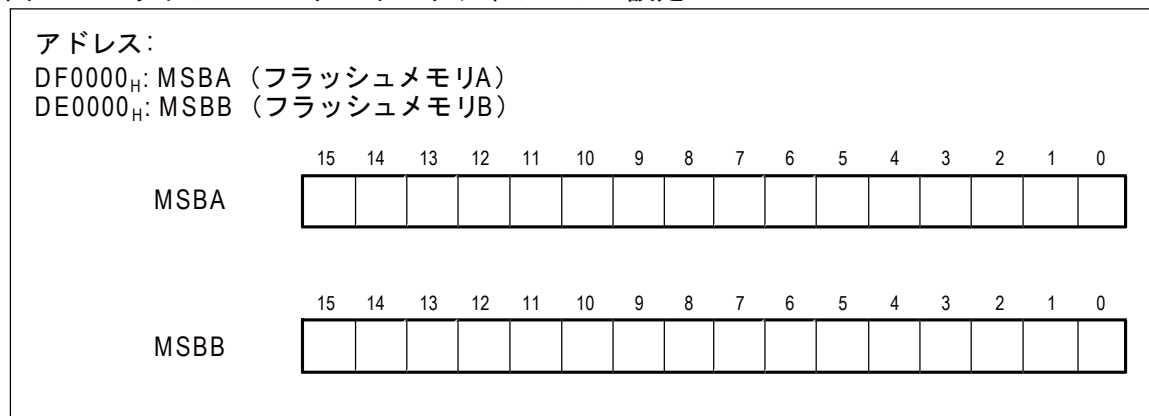 設定
アドレス:
DF0000H: MSBA (フラッシュメモリA)
DE0000H: MSBB (フラッシュメモリB)
15 14 13 12 11 10 9 8 7 6 5 4 3 2 1 0
MSBA
15 14 13 12 11 10 9 8 7 6 5 4 3 2 1 0
MSBB